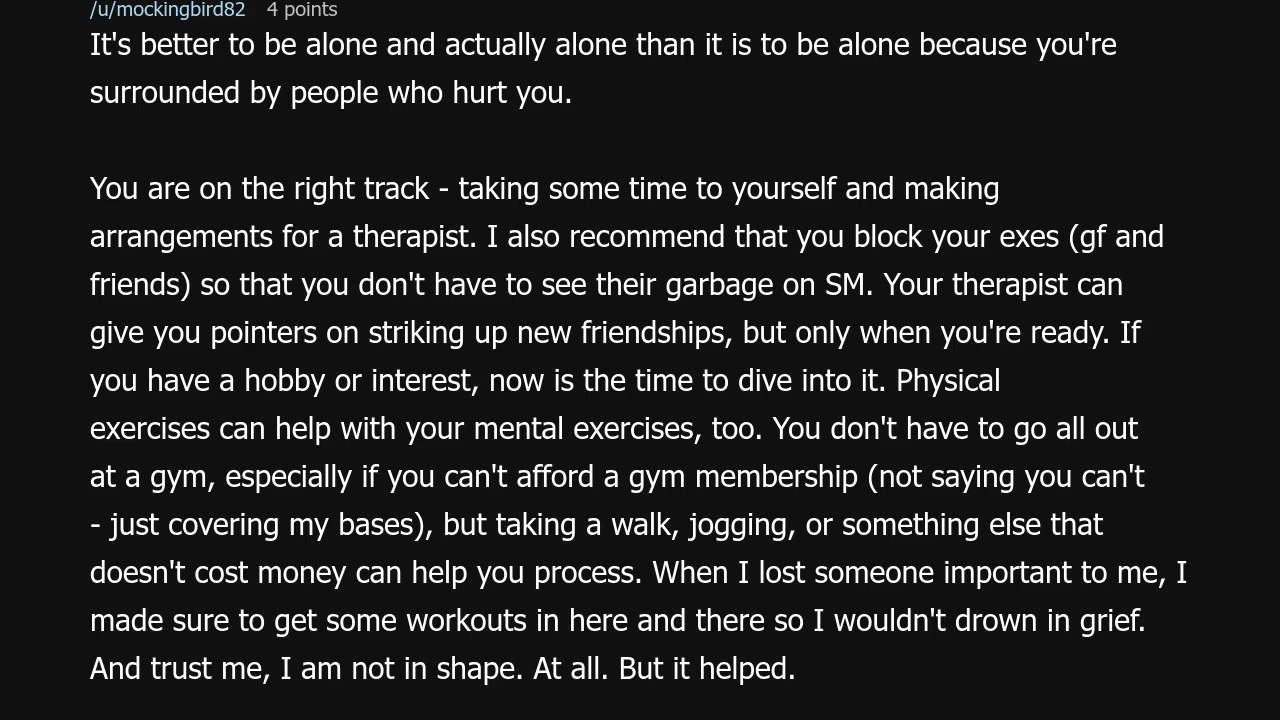 /u/mockingbird82 4 points
It's better to be alone and actually alone than it is to be alone because you're
surrounded by people who hurt you.
You are on the right track - taking some time to yourself and making
arrangements for a therapist. I also recommend that you block your exes (gf and
friends) so that you don't have to see their garbage on SM. Your therapist can
give you pointers on striking up new friendships, but only when you're ready. If
you have a hobby or interest, now is the time to dive into it. Physical
exercises can help with your mental exercises, too. You don't have to go all out
at a gym, especially if you can't afford a gym membership (not saying you can't
- just covering my bases), but taking a walk, jogging, or something else that
doesn't cost money can help you process. When I lost someone important to me, I
made sure to get some workouts in here and there so I wouldn't drown in grief.
And trust me, I am not in shape. At all. But it helped.